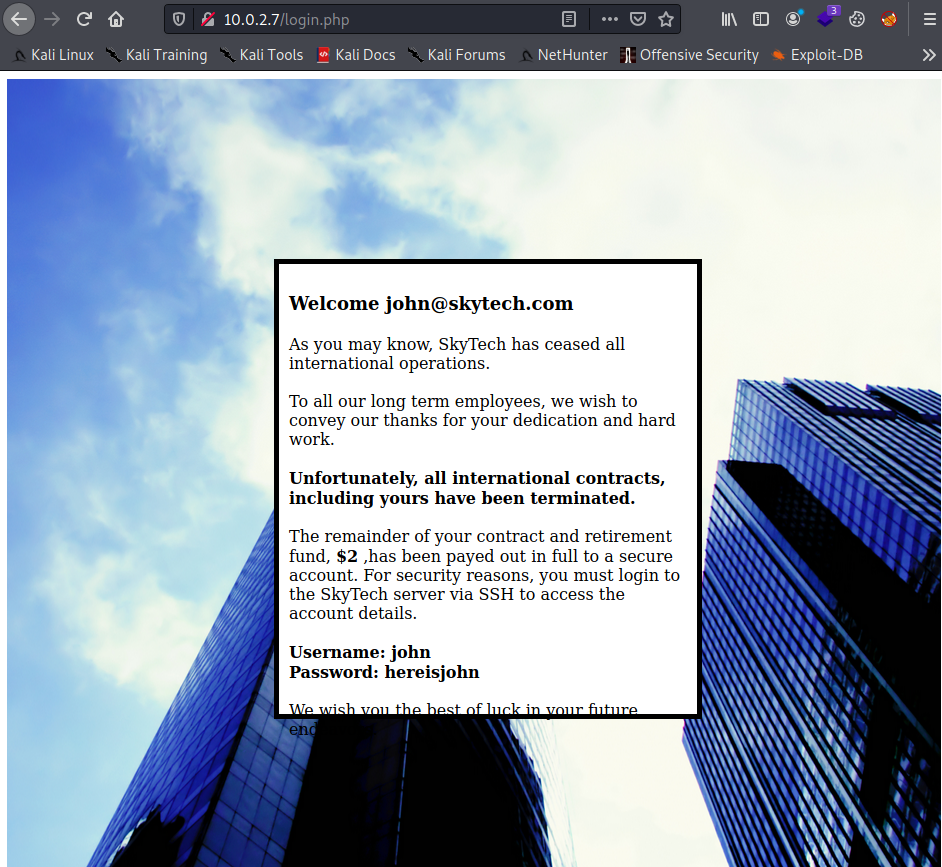 10.0.2.7/login.php
3
Kali Linux Kali Training Kali Tools Kali Docs Kali Forums NetHunter Offensive Security Exploit-DB
Welcome john@skytech.com
As you may know, SkyTech has ceased all
international operations.
To all our long term employees, we wish to
convey our thanks for your dedication and hard
work.
Unfortunately, all international contracts,
including yours have been terminated.
The remainder of your contract and retirement
fund, $2 ,has been payed out in full to a secure
account. For security reasons, you must login to
the SkyTech server via SSH to access the
account details.
Username: john
Password: hereisjohn
We wish you the best of luck in your future